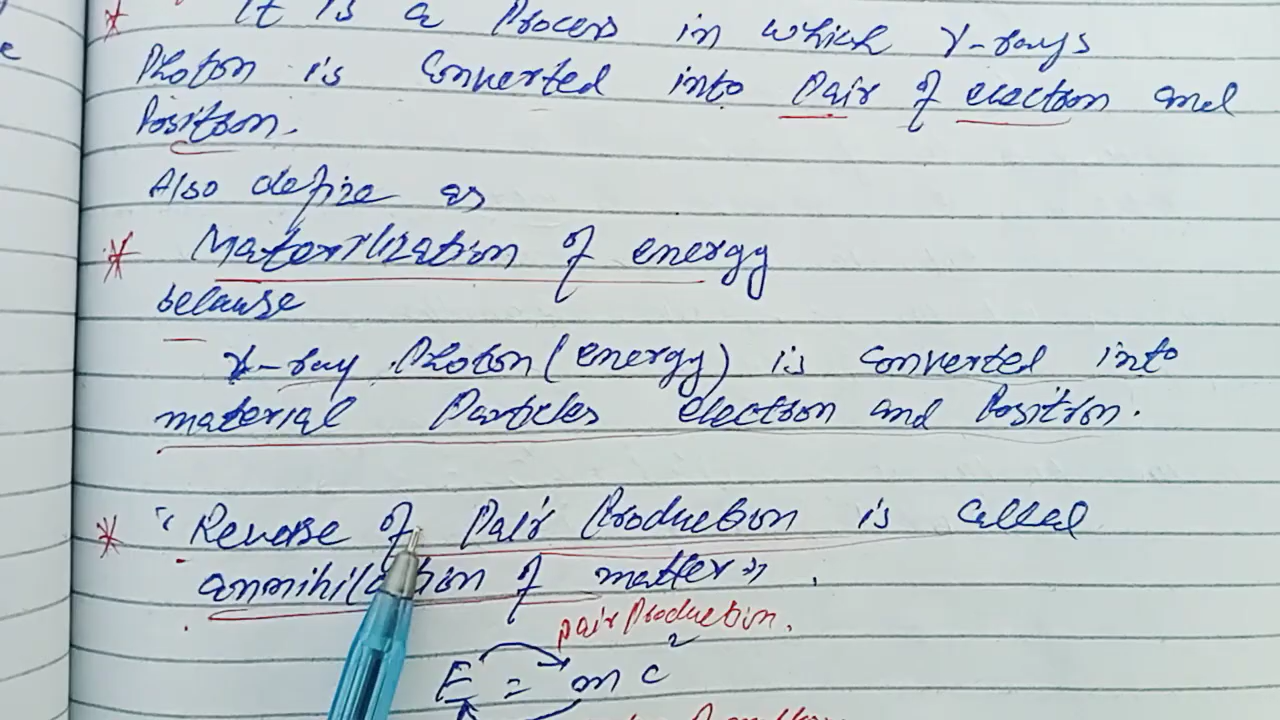 * It is a Process in which γ-rays
Photon is Converted into Pair of electron and
Positron.
Also define as
* Materilization of energy
because
X-ray Photon (energy) is converted into
material Particles electron and Positron.
* "Reverse of Pair Production is called
annihilation of matter".
pair Production.
E = mc²